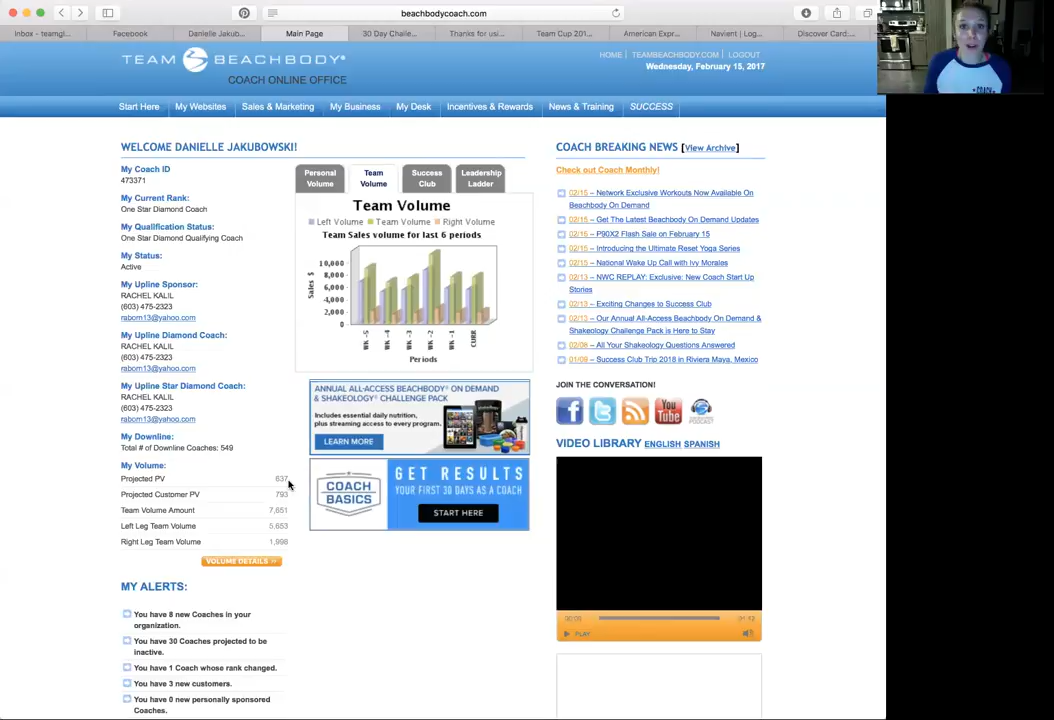 beachbodycoach.com
Inbox - teamgl...
Facebook
Danielle Jakub...
Main Page
30 Day Challe...
Thanks for usi...
Team Cup 201...
American Expr...
Navient | Log...
Discover Card:...
TEAM BEACHBODY®
COACH ONLINE OFFICE
HOME | TEAMBEACHBODY.COM | LOGOUT
Wednesday, February 15, 2017
COACH
Start Here
My Websites
Sales & Marketing
My Business
My Desk
Incentives & Rewards
News & Training
SUCCESS
WELCOME DANIELLE JAKUBOWSKI!
My Coach ID
473371
My Current Rank:
One Star Diamond Coach
My Qualification Status:
One Star Diamond Qualifying Coach
My Status:
Active
My Upline Sponsor:
RACHEL KALIL
(603) 475-2323
rabom13@yahoo.com
My Upline Diamond Coach:
RACHEL KALIL
(603) 475-2323
rabom13@yahoo.com
My Upline Star Diamond Coach:
RACHEL KALIL
(603) 475-2323
rabom13@yahoo.com
My Downline:
Total # of Downline Coaches: 549
My Volume:
Projected PV 637
Projected Customer PV 793
Team Volume Amount 7,651
Left Leg Team Volume 5,653
Right Leg Team Volume 1,998
VOLUME DETAILS >>
MY ALERTS:
You have 8 new Coaches in your
organization.
You have 30 Coaches projected to be
inactive.
You have 1 Coach whose rank changed.
You have 3 new customers.
You have 0 new personally sponsored
Coaches.
Personal
Volume
Team
Volume
Success
Club
Leadership
Ladder
Team Volume
Left Volume Team Volume Right Volume
Team Sales volume for last 6 periods
Sales $
10,000
8,000
6,000
4,000
2,000
0
WK -5
WK -4
WK -3
WK -2
WK -1
CURR
Periods
ANNUAL ALL-ACCESS BEACHBODY® ON DEMAND
& SHAKEOLOGY® CHALLENGE PACK
Includes essential daily nutrition,
plus streaming access to every program.
LEARN MORE
COACH
BASICS
GET RESULTS
YOUR FIRST 30 DAYS AS A COACH
START HERE
COACH BREAKING NEWS [View Archive]
Check out Coach Monthly!
02/15 – Network Exclusive Workouts Now Available On
Beachbody On Demand
02/15 – Get The Latest Beachbody On Demand Updates
02/15 – P90X2 Flash Sale on February 15
02/15 – Introducing the Ultimate Reset Yoga Series
02/15 – National Wake Up Call with Ivy Morales
02/13 – NWC REPLAY: Exclusive: New Coach Start Up
Stories
02/13 – Exciting Changes to Success Club
02/13 – Our Annual All-Access Beachbody On Demand &
Shakeology Challenge Pack is Here to Stay
02/08 – All Your Shakeology Questions Answered
01/09 – Success Club Trip 2018 in Riviera Maya, Mexico
JOIN THE CONVERSATION!
You
Tube
VIDEO LIBRARY ENGLISH SPANISH
PLAY